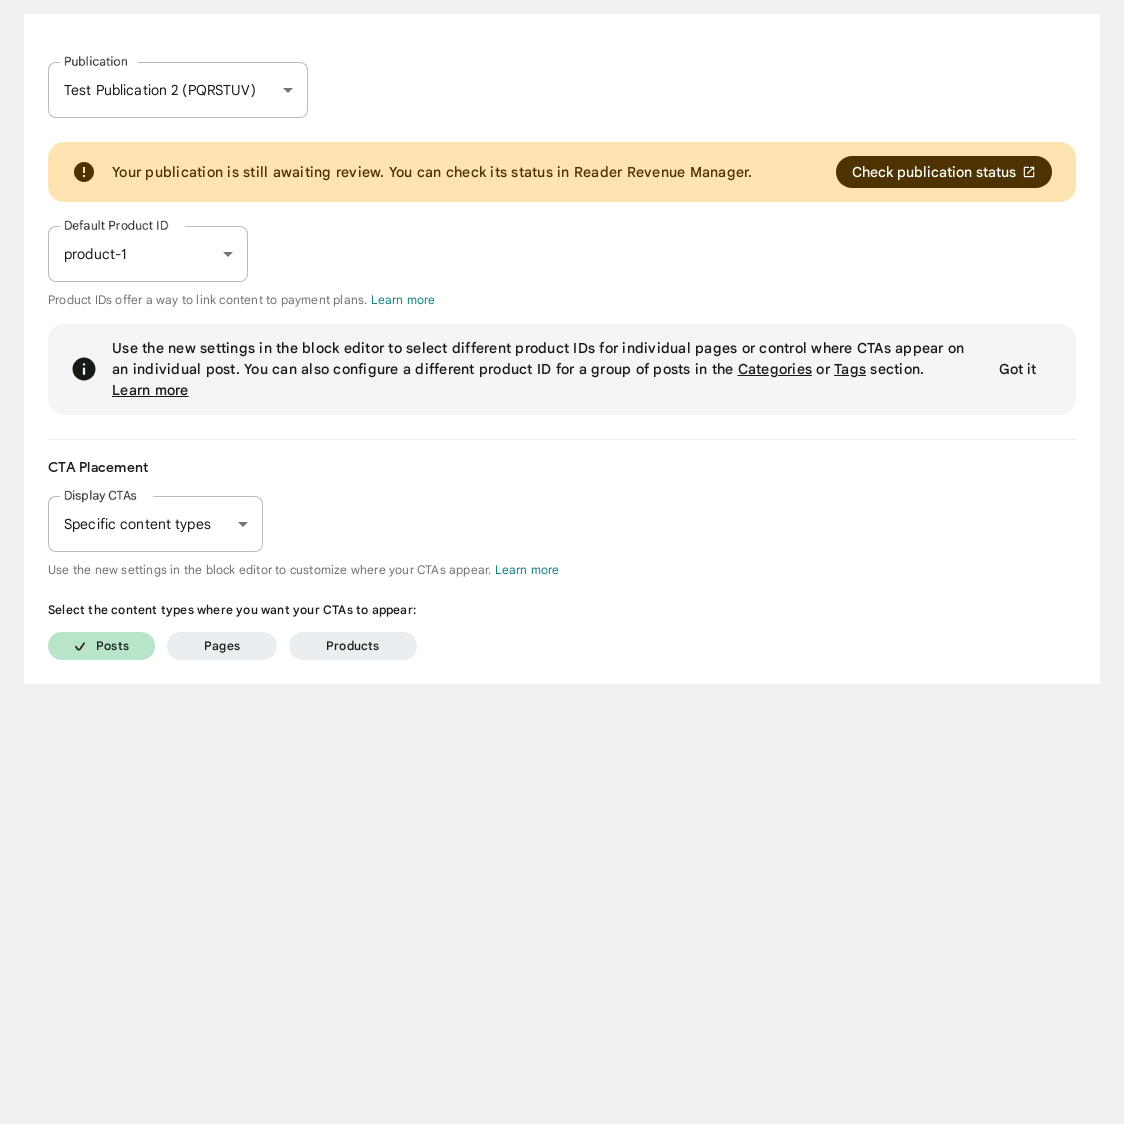 Publication
Test Publication 2 (PQRSTUV)
Your publication is still awaiting review. You can check its status in Reader Revenue Manager.
Check publication status
Default Product ID
product-1
Product IDs offer a way to link content to payment plans. Learn more
Use the new settings in the block editor to select different product IDs for individual pages or control where CTAs appear on
an individual post. You can also configure a different product ID for a group of posts in the Categories or Tags section.
Learn more
Got it
CTA Placement
Display CTAs
Specific content types
Use the new settings in the block editor to customize where your CTAs appear. Learn more
Select the content types where you want your CTAs to appear:
Posts Pages Products